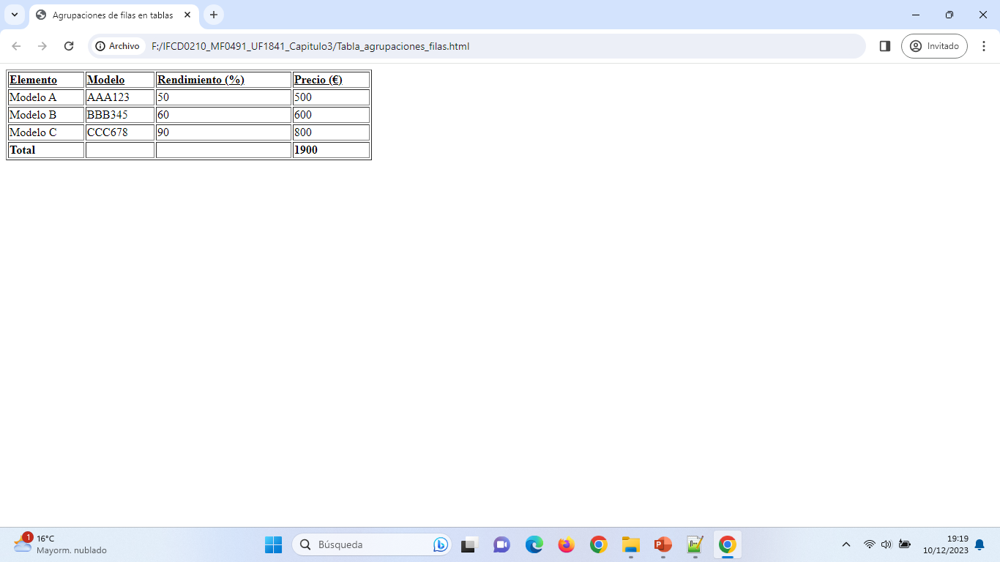 Agrupaciones de filas en tablas
Archivo F:/IFCD0210_MF0491_UF1841_Capitulo3/Tabla_agrupaciones_filas.html Invitado
Elemento Modelo Rendimiento (%) Precio (€)
Modelo A AAA123 50 500
Modelo B BBB345 60 600
Modelo C CCC678 90 800
Total 1900
1 16°C
Mayorm. nublado
Búsqueda
19:19
10/12/2023